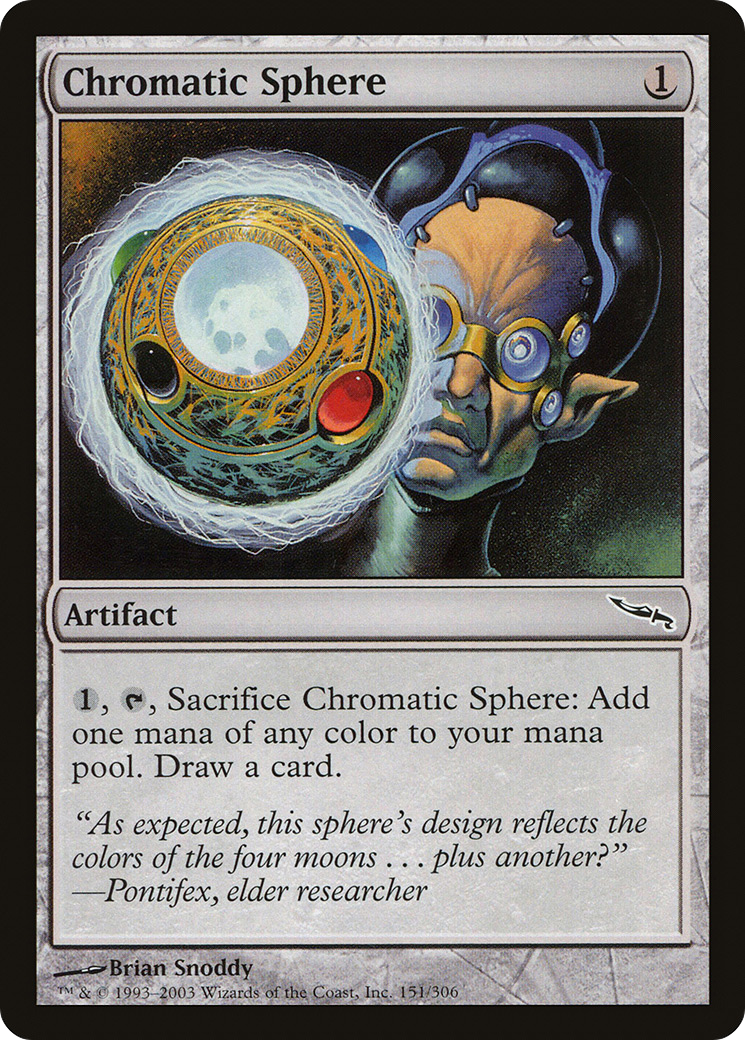 Chromatic Sphere 1
Artifact
1, , Sacrifice Chromatic Sphere: Add
one mana of any color to your mana
pool. Draw a card.
“As expected, this sphere’s design reflects the
colors of the four moons . . . plus another?”
—Pontifex, elder researcher
Brian Snoddy
™ & © 1993–2003 Wizards of the Coast, Inc. 151/306